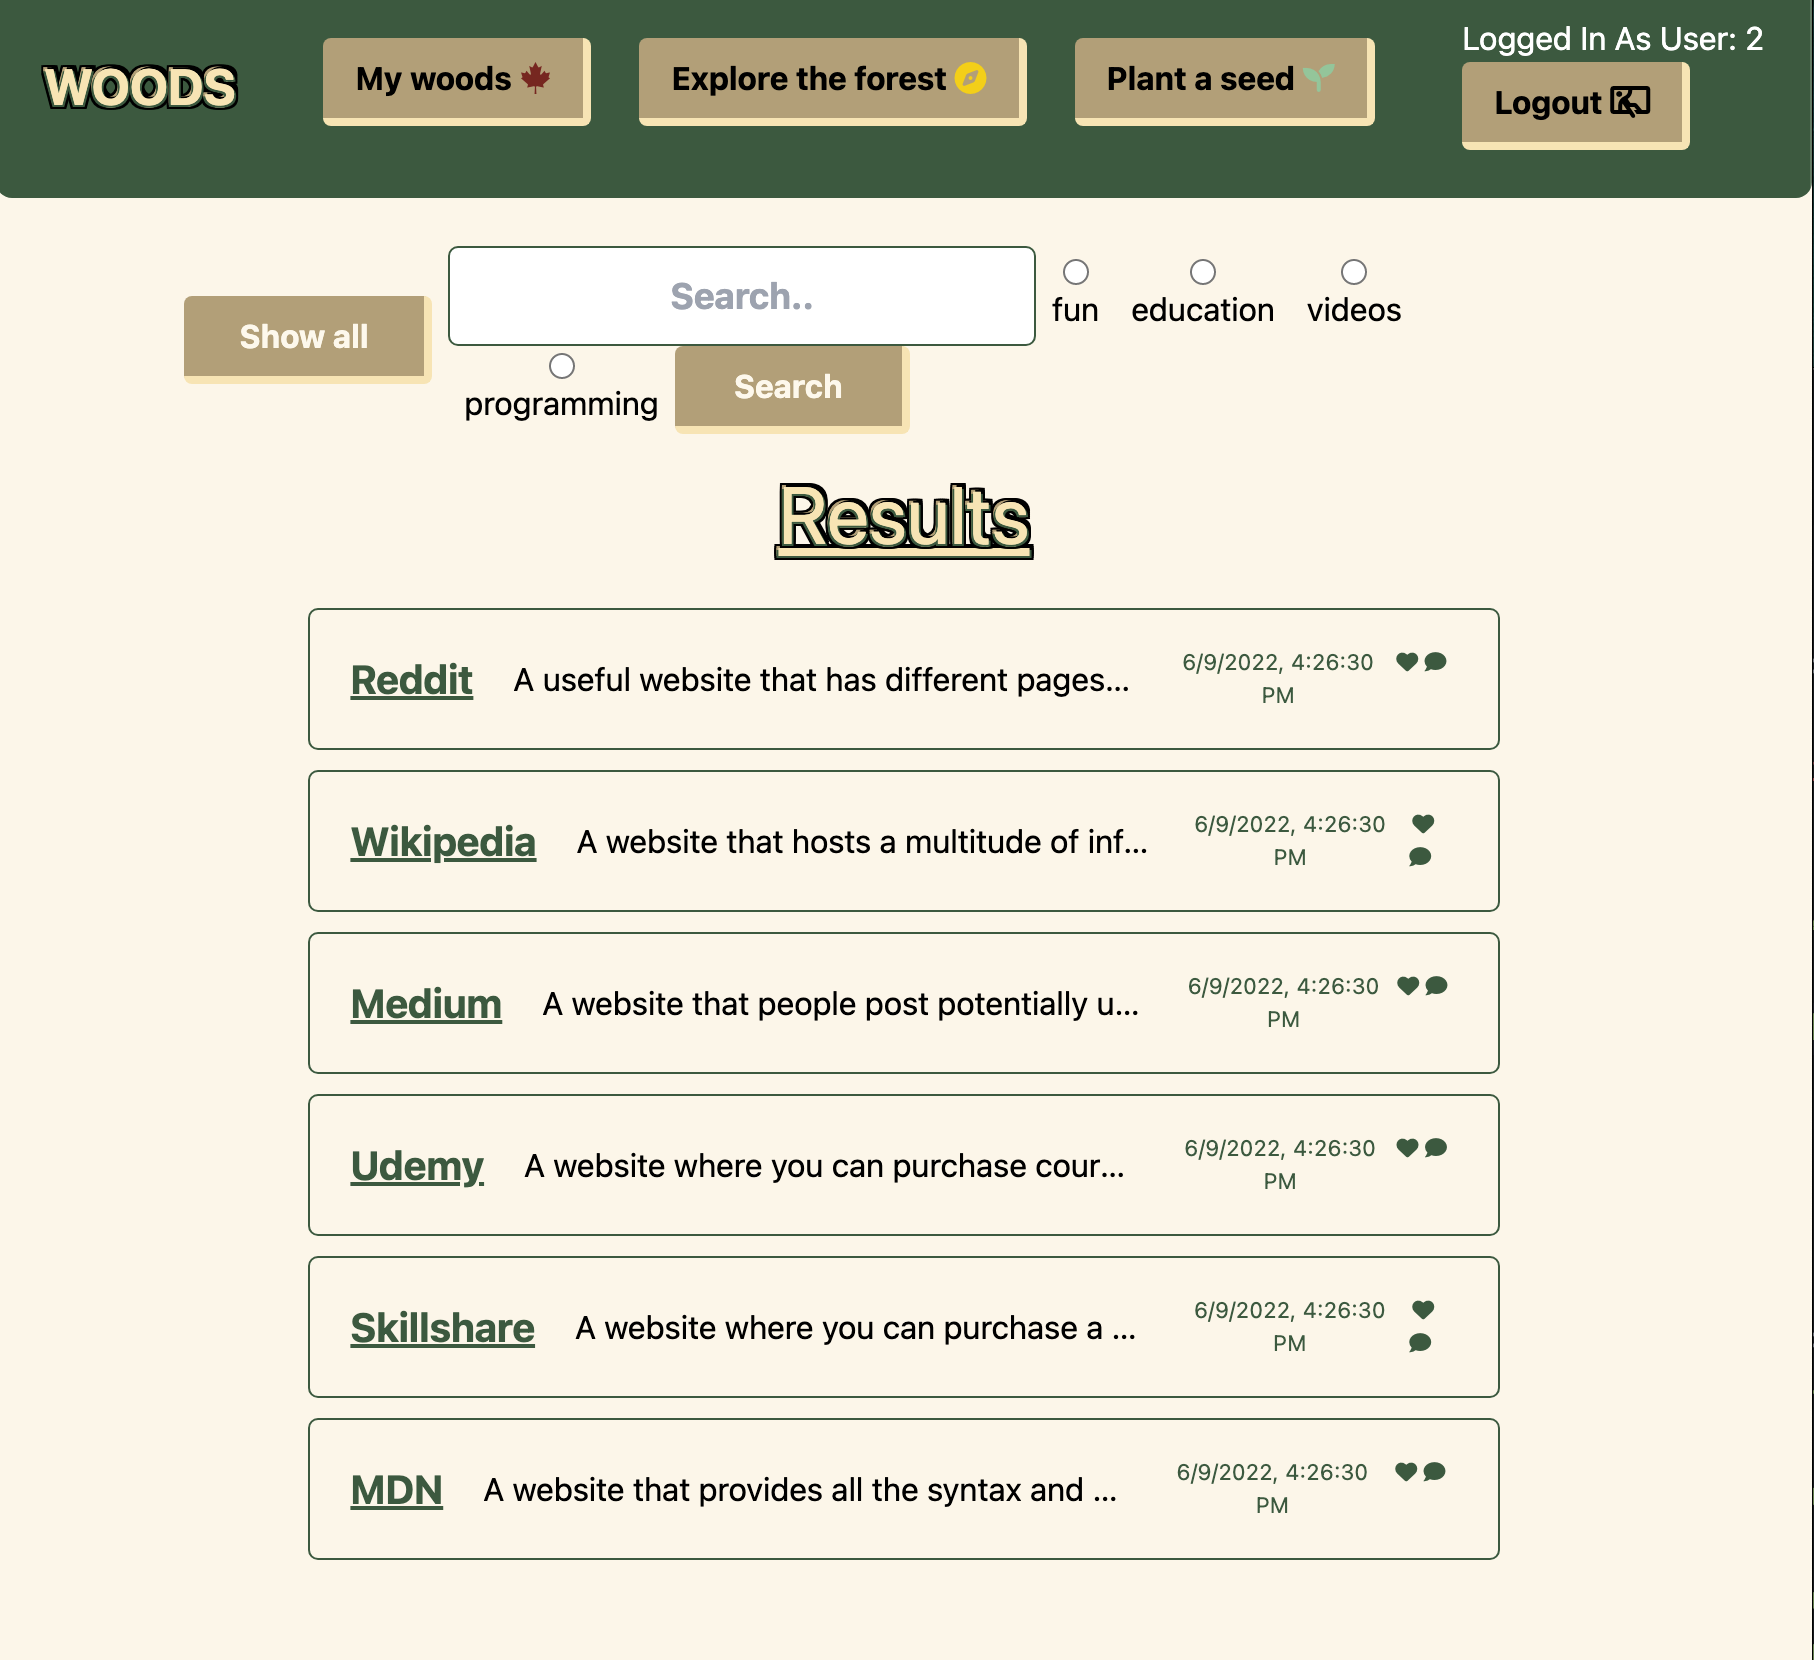 WOODS
My woods
Explore the forest
Plant a seed
Logged In As User: 2
Logout
Show all
Search..
fun
education
videos
programming
Search
Results
Reddit
A useful website that has different pages...
6/9/2022, 4:26:30
PM
Wikipedia
A website that hosts a multitude of inf...
6/9/2022, 4:26:30
PM
Medium
A website that people post potentially u...
6/9/2022, 4:26:30
PM
Udemy
A website where you can purchase cour...
6/9/2022, 4:26:30
PM
Skillshare
A website where you can purchase a ...
6/9/2022, 4:26:30
PM
MDN
A website that provides all the syntax and ...
6/9/2022, 4:26:30
PM